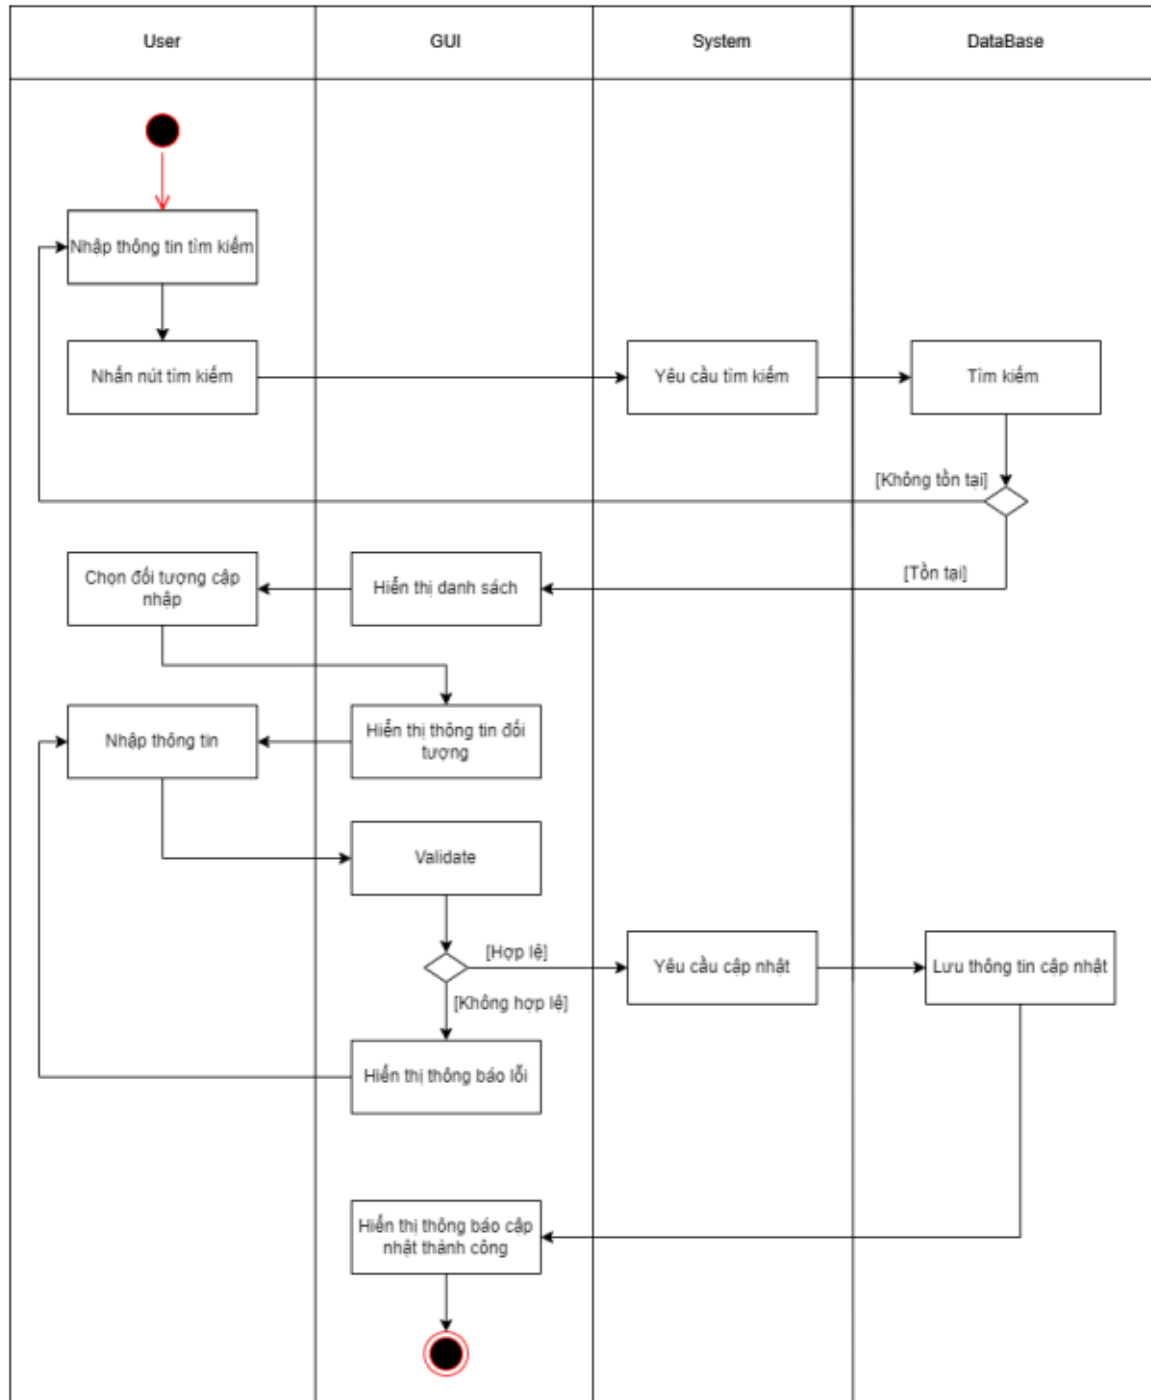 User
GUI
System
DataBase
Nhập thông tin tìm kiếm
Nhấn nút tìm kiếm
Yêu cầu tìm kiếm
Tìm kiếm
[Không tồn tại]
[Tồn tại]
Chọn đối tượng cập
nhập
Hiển thị danh sách
Nhập thông tin
Hiển thị thông tin đối
tượng
Validate
[Hợp lệ]
Yêu cầu cập nhật
Lưu thông tin cập nhật
[Không hợp lệ]
Hiển thị thông báo lỗi
Hiển thị thông báo cập
nhật thành công